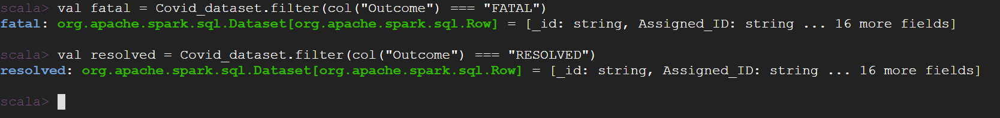 scala> val fatal = Covid_dataset.filter(col("Outcome") === "FATAL")
fatal: org.apache.spark.sql.Dataset[org.apache.spark.sql.Row] = [_id: string, Assigned_ID: string ... 16 more fields]
scala> val resolved = Covid_dataset.filter(col("Outcome") === "RESOLVED")
resolved: org.apache.spark.sql.Dataset[org.apache.spark.sql.Row] = [_id: string, Assigned_ID: string ... 16 more fields]
scala>